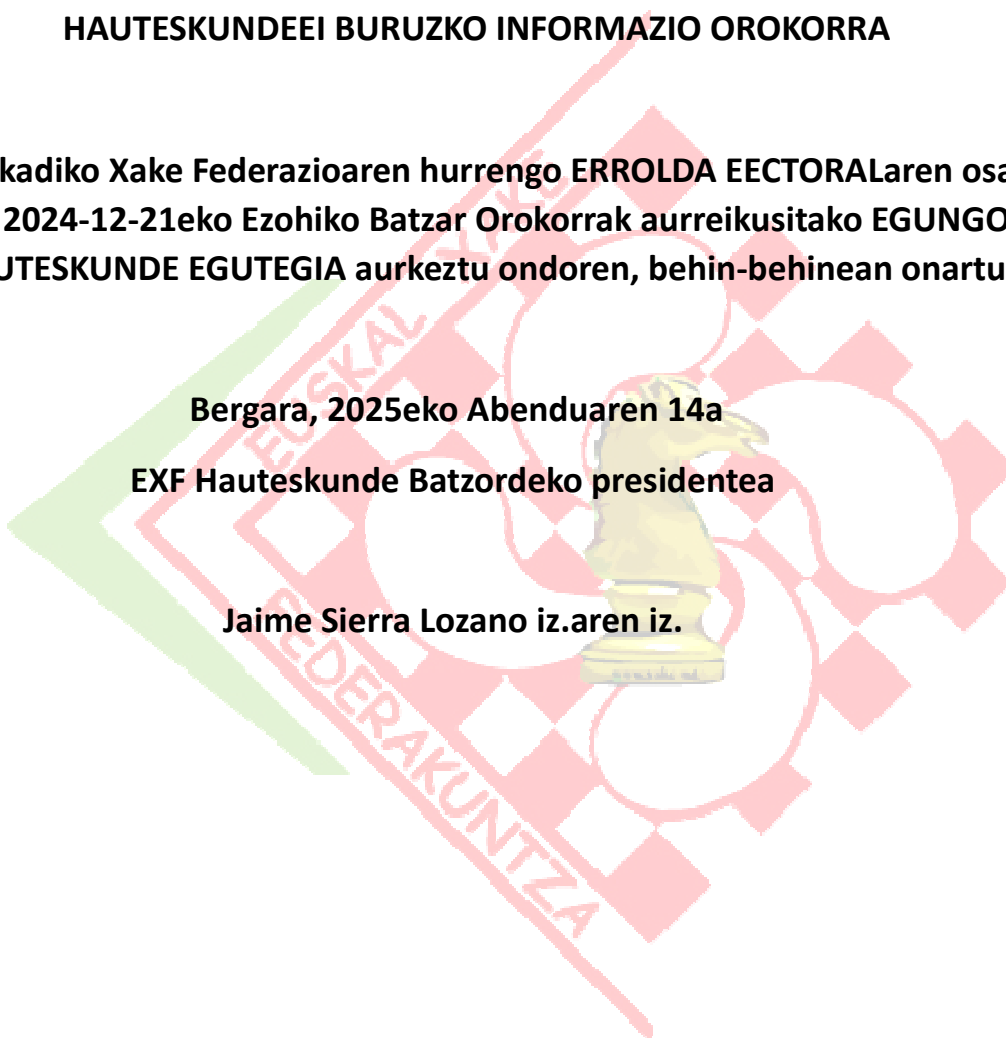 HAUTESKUNDEEI BURUZKO INFORMAZIO OROKORRA
kadiko Xake Federazioaren hurrengo ERROLDA EECTORALaren osa
2024-12-21eko Ezohiko Batzar Orokorrak aurreikusitako EGUNGO
UTESKUNDE EGUTEGIA aurkeztu ondoren, behin-behinean onartu
Bergara, 2025eko Abenduaren 14a
EXF Hauteskunde Batzordeko presidentea
Jaime Sierra Lozano iz.aren iz.
EUSKAL XAKE
FEDERAKUNTZA